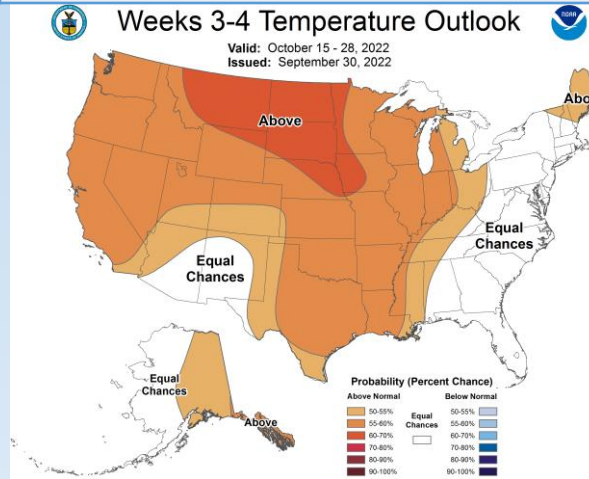 Weeks 3-4 Temperature Outlook
NOAA
Valid: October 15 - 28, 2022
Issued: September 30, 2022
Abo
Above
Equal
Chances
Equal
Chances
Equal
Chances
Above
Probability (Percent Chance)
Above Normal
Below Normal
50-55%
55-60%
60-70%
70-80%
80-90%
90-100%
Equal
Chances
50-55%
55-60%
60-70%
70-80%
80-90%
90-100%